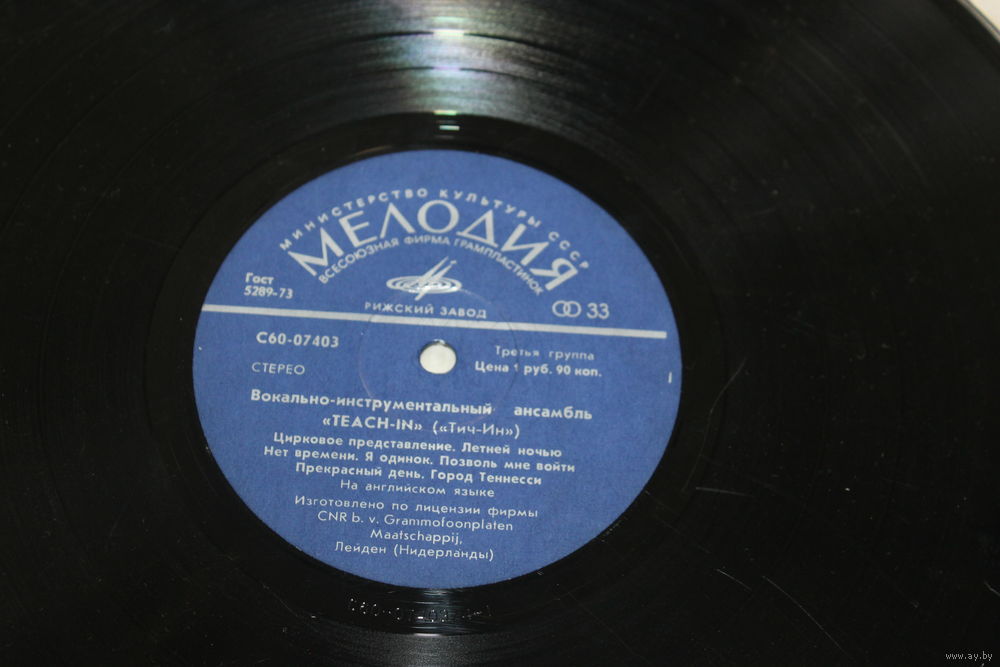 МИНИСТЕРСТВО КУЛЬТУРЫ СССР
МЕЛОДИЯ
ВСЕСОЮЗНАЯ ФИРМА ГРАМПЛАСТИНОК
Гост
5289-73
РИЖСКИЙ ЗАВОД
33
С60-07403
Третья группа
СТЕРЕО
Цена 1 руб. 90 коп.
1
Вокально-инструментальный ансамбль
«TEACH-IN» («Тич-Ин»)
Цирковое представление. Летней ночью
Нет времени. Я одинок. Позволь мне войти
Прекрасный день. Город Теннесси
На английском языке
Изготовлено по лицензии фирмы
CNR b. v. Grammofoonplaten
Maatschappij,
Лейден (Нидерланды)
www.ay.by